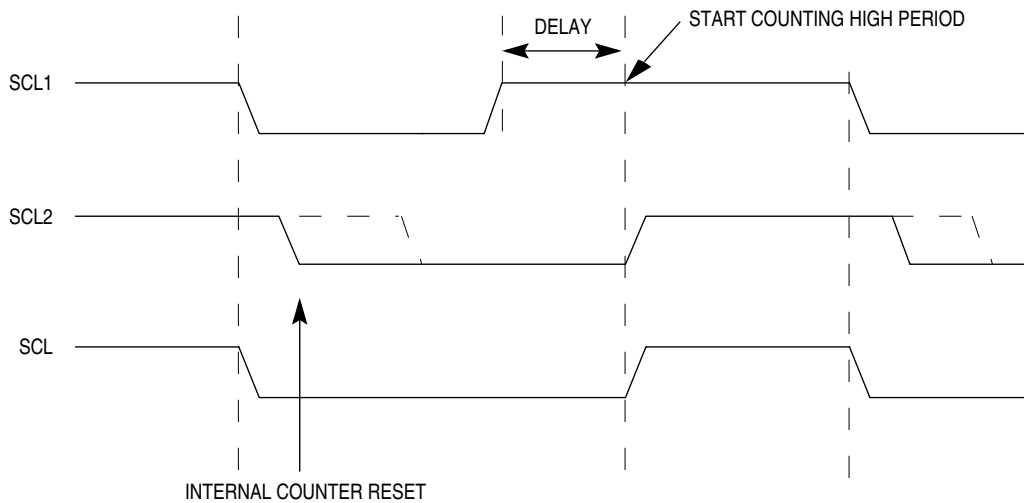 START COUNTING HIGH PERIOD
DELAY
SCL1
SCL2
SCL
INTERNAL COUNTER RESET